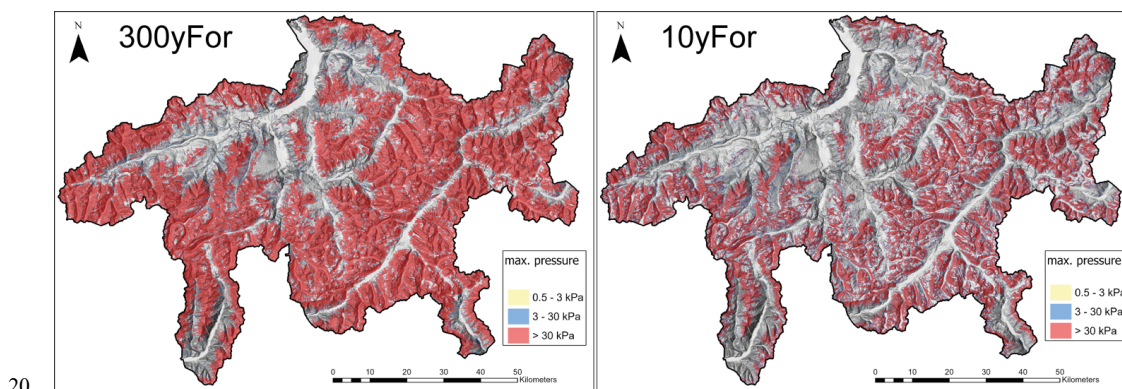 N
300yFor
max. pressure
0.5 - 3 kPa
3 - 30 kPa
> 30 kPa
0 10 20 30 40 50
Kilometers
N
10yFor
max. pressure
0.5 - 3 kPa
3 - 30 kPa
> 30 kPa
0 10 20 30 40 50
Kilometers
20